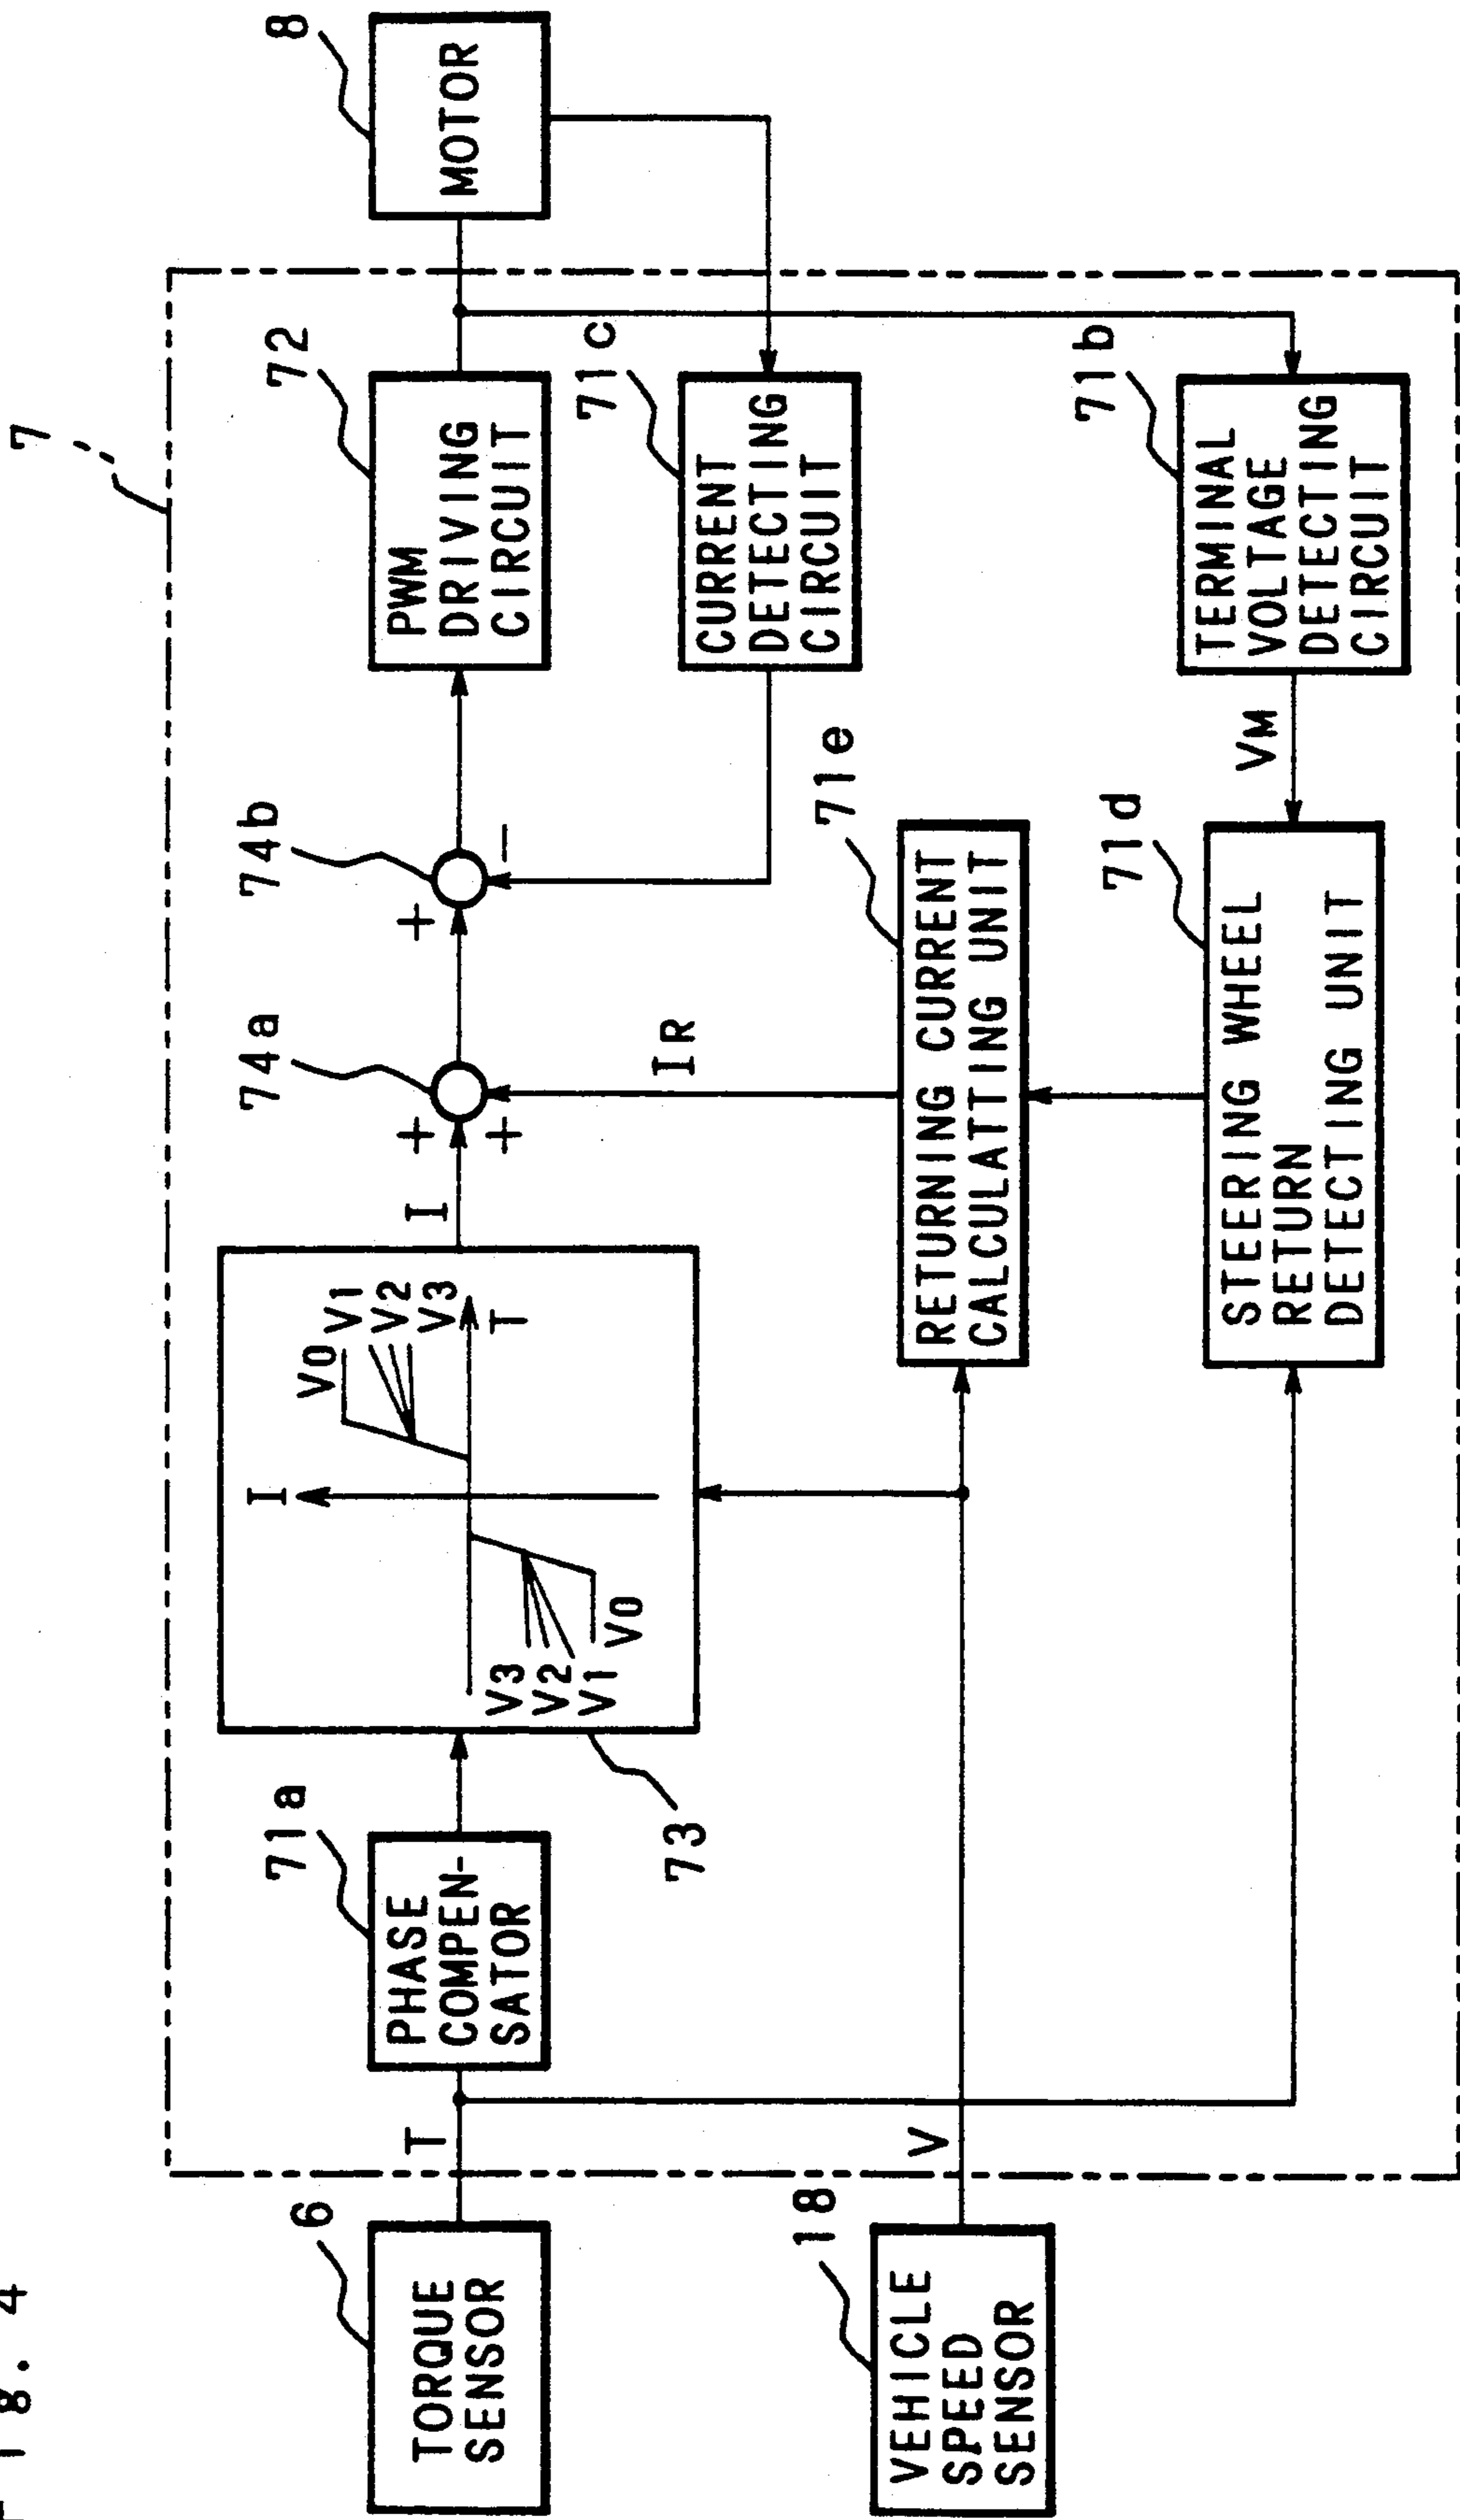 7
6
TORQUE
SENSOR
T
71a
PHASE
COMPEN-
SATOR
73
I
T
V0
V1
V2
V3
V3
V2
V1
V0
I
74a
+
+
74b
+
−
72
PWM
DRIVING
CIRCUIT
8
MOTOR
71c
CURRENT
DETECTING
CIRCUIT
18
VEHICLE
SPEED
SENSOR
V
IR
71e
RETURNING CURRENT
CALCULATTING UNIT
71d
STEERING WHEEL
RETURN
DETECTING UNIT
VM
71b
TERMINAL
VOLTAGE
DETECTING
CIRCUIT